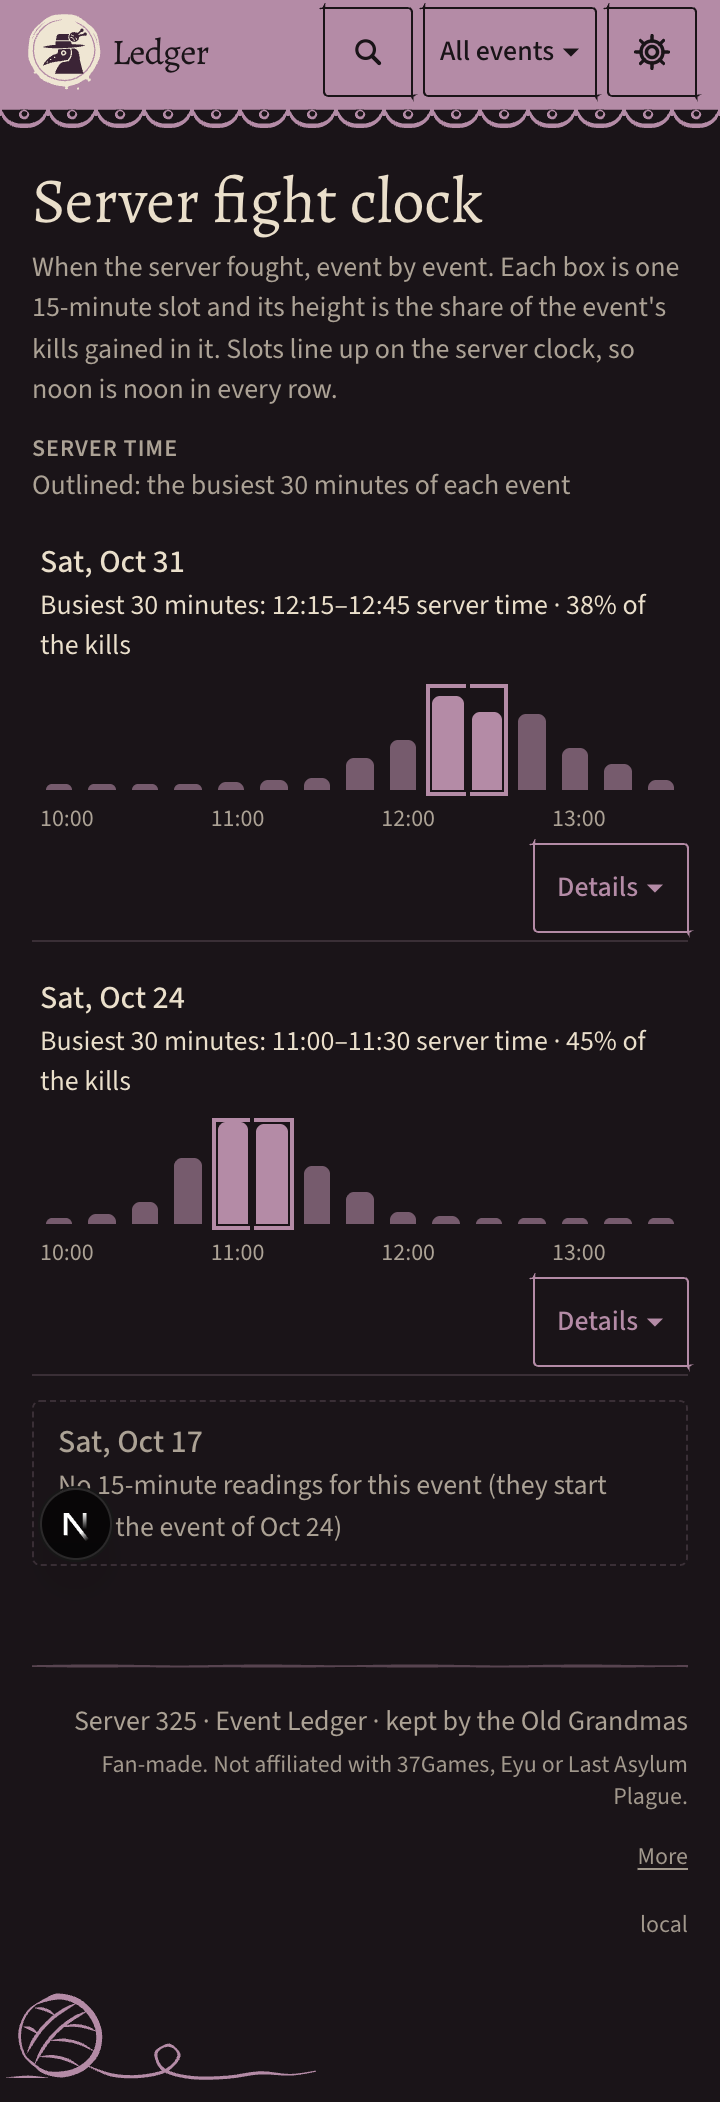 Ledger
All events
Server fight clock
When the server fought, event by event. Each box is one
15-minute slot and its height is the share of the event's
kills gained in it. Slots line up on the server clock, so
noon is noon in every row.
SERVER TIME
Outlined: the busiest 30 minutes of each event
Sat, Oct 31
Busiest 30 minutes: 12:15–12:45 server time · 38% of
the kills
10:00 11:00 12:00 13:00
Details
Sat, Oct 24
Busiest 30 minutes: 11:00–11:30 server time · 45% of
the kills
10:00 11:00 12:00 13:00
Details
Sat, Oct 17
No 15-minute readings for this event (they start
the event of Oct 24)
N
Server 325 · Event Ledger · kept by the Old Grandmas
Fan-made. Not affiliated with 37Games, Eyu or Last Asylum
Plague.
More
local